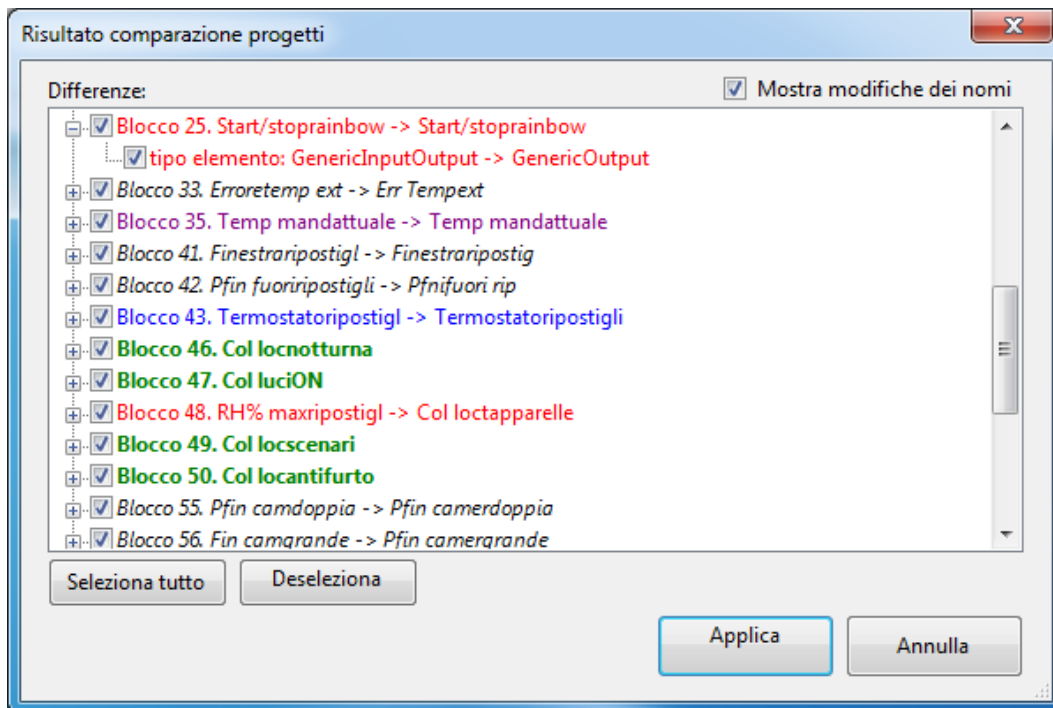 Risultato comparazione progetti
Differenze:
Mostra modifiche dei nomi
Blocco 25. Start/stoprainbow -> Start/stoprainbow
tipo elemento: GenericInputOutput -> GenericOutput
Blocco 33. Erroretemp ext -> Err Tempext
Blocco 35. Temp mandattuale -> Temp mandattuale
Blocco 41. Finestraripostigl -> Finestraripostig
Blocco 42. Pfin fuoriripostigli -> Pfnifuori rip
Blocco 43. Termostatoripostigl -> Termostatoripostigli
Blocco 46. Col locnotturna
Blocco 47. Col luciON
Blocco 48. RH% maxripostigl -> Col loctapparelle
Blocco 49. Col locscenari
Blocco 50. Col locantifurto
Blocco 55. Pfin camdoppia -> Pfin camerdoppia
Blocco 56. Fin camgrande -> Pfin camergrande
Seleziona tutto
Deseleziona
Applica
Annulla